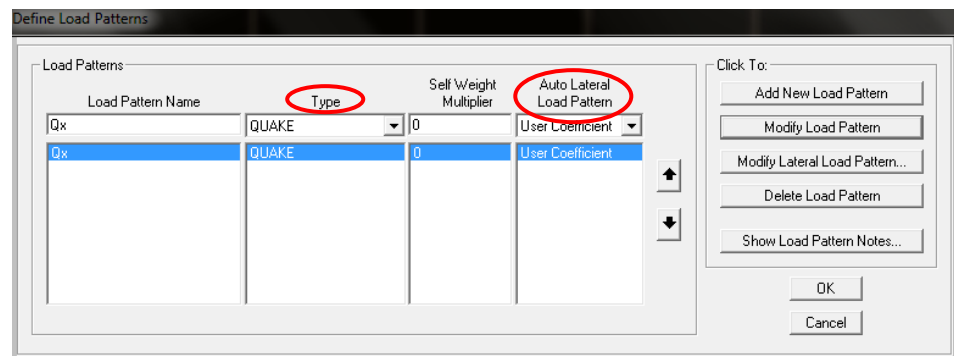 Define Load Patterns
Load Patterns
Click To:
Load Pattern Name
Type
Self Weight
Multiplier
Auto Lateral
Load Pattern
Add New Load Pattern
Qx
QUAKE
0
User Coefficient
Modify Load Pattern
Qx
QUAKE
0
User Coefficient
Modify Lateral Load Pattern...
Delete Load Pattern
Show Load Pattern Notes...
OK
Cancel